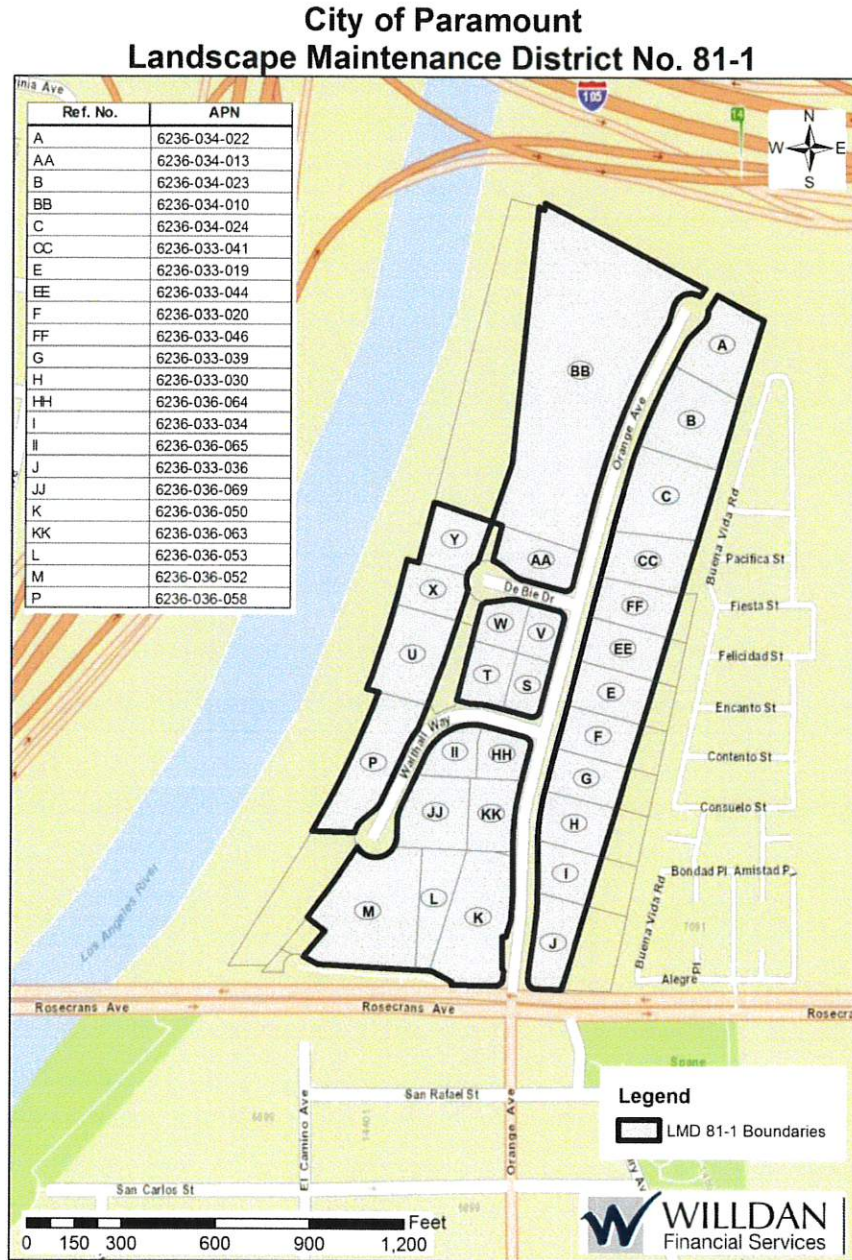 City of Paramount
Landscape Maintenance District No. 81-1
inia Ave
105
14
N
W E
S
Ref. No. APN
A 6236-034-022
AA 6236-034-013
B 6236-034-023
BB 6236-034-010
C 6236-034-024
CC 6236-033-041
E 6236-033-019
EE 6236-033-044
F 6236-033-020
FF 6236-033-046
G 6236-033-039
H 6236-033-030
HH 6236-036-064
I 6236-033-034
II 6236-036-065
J 6236-033-036
JJ 6236-036-069
K 6236-036-050
KK 6236-036-063
L 6236-036-053
M 6236-036-052
P 6236-036-058
A
BB
Orange Ave
B
C
Buena Vida Rd
Y
AA
CC
Pacifica St
X
De Bie Dr
FF
Fiesta St
W
V
U
EE
Felicidad St
T
S
E
Encanto St
Walthall Way
F
P
II
HH
Contento St
G
JJ
KK
H
Consuelo St
I
Bondad Pl
Amistad P
M
L
K
J
Buena Vida Rd
7091
Los Angeles River
Alegre Pl
Rosecrans Ave
Rosecrans Ave
Rosecra
San Rafael St
El Camino Ave
14401
Orange Ave
San Carlos St
Legend
LMD 81-1 Boundaries
0 150 300 600 900 1,200
Feet
WILLDAN
Financial Services